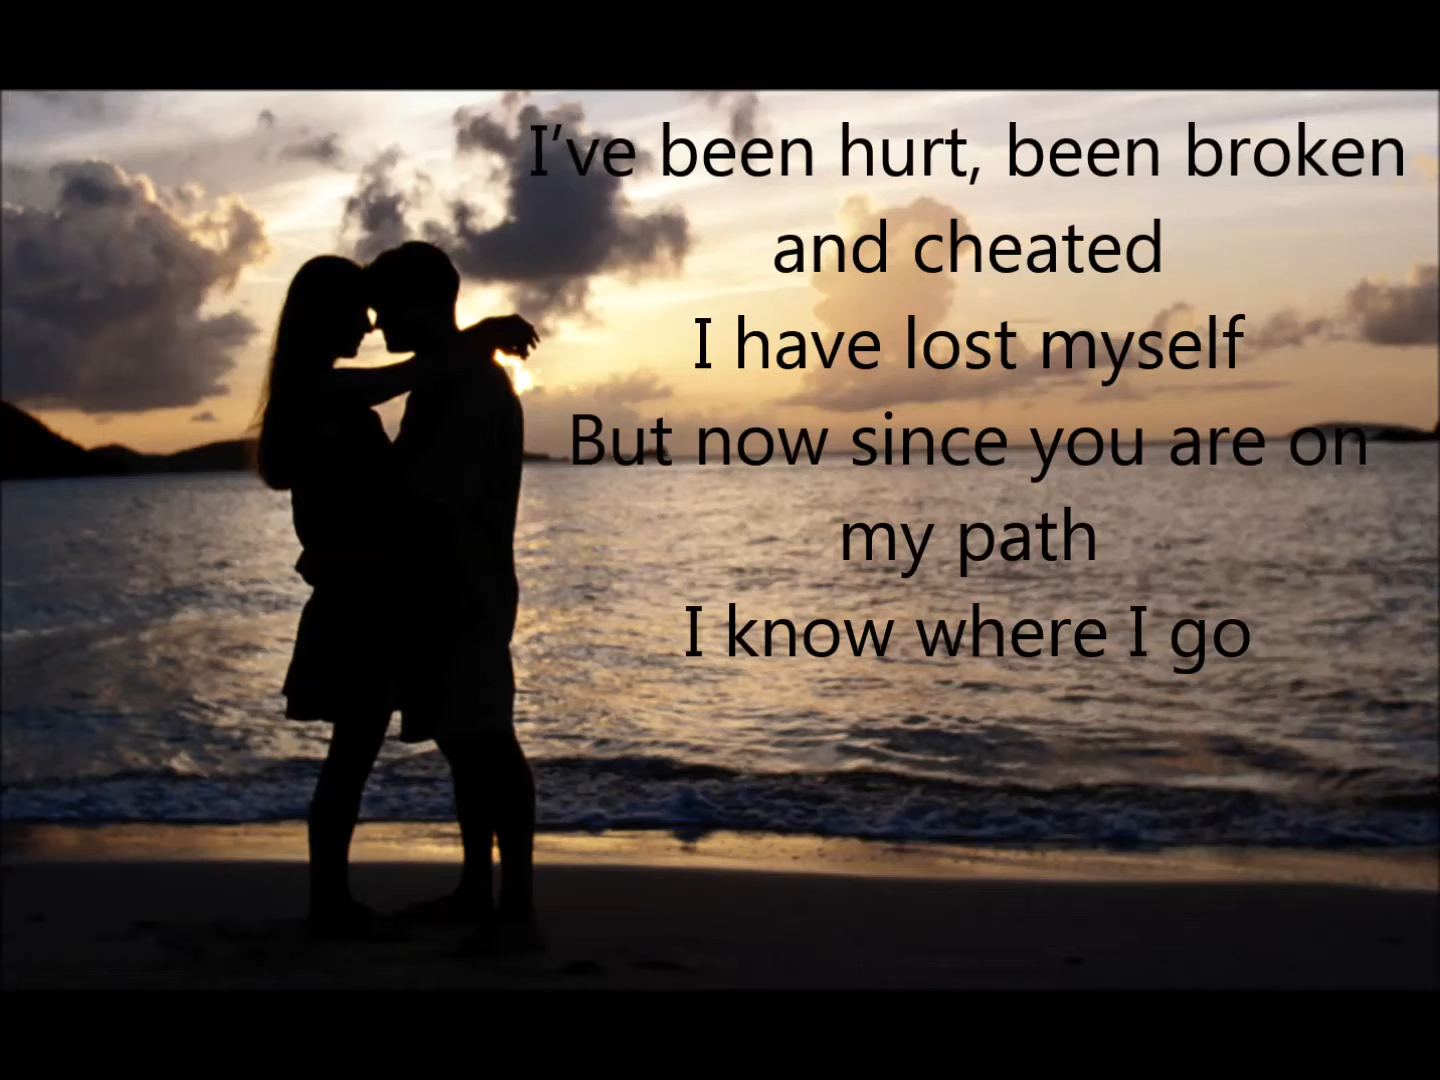 I’ve been hurt, been broken
and cheated
I have lost myself
But now since you are on
my path
I know where I go